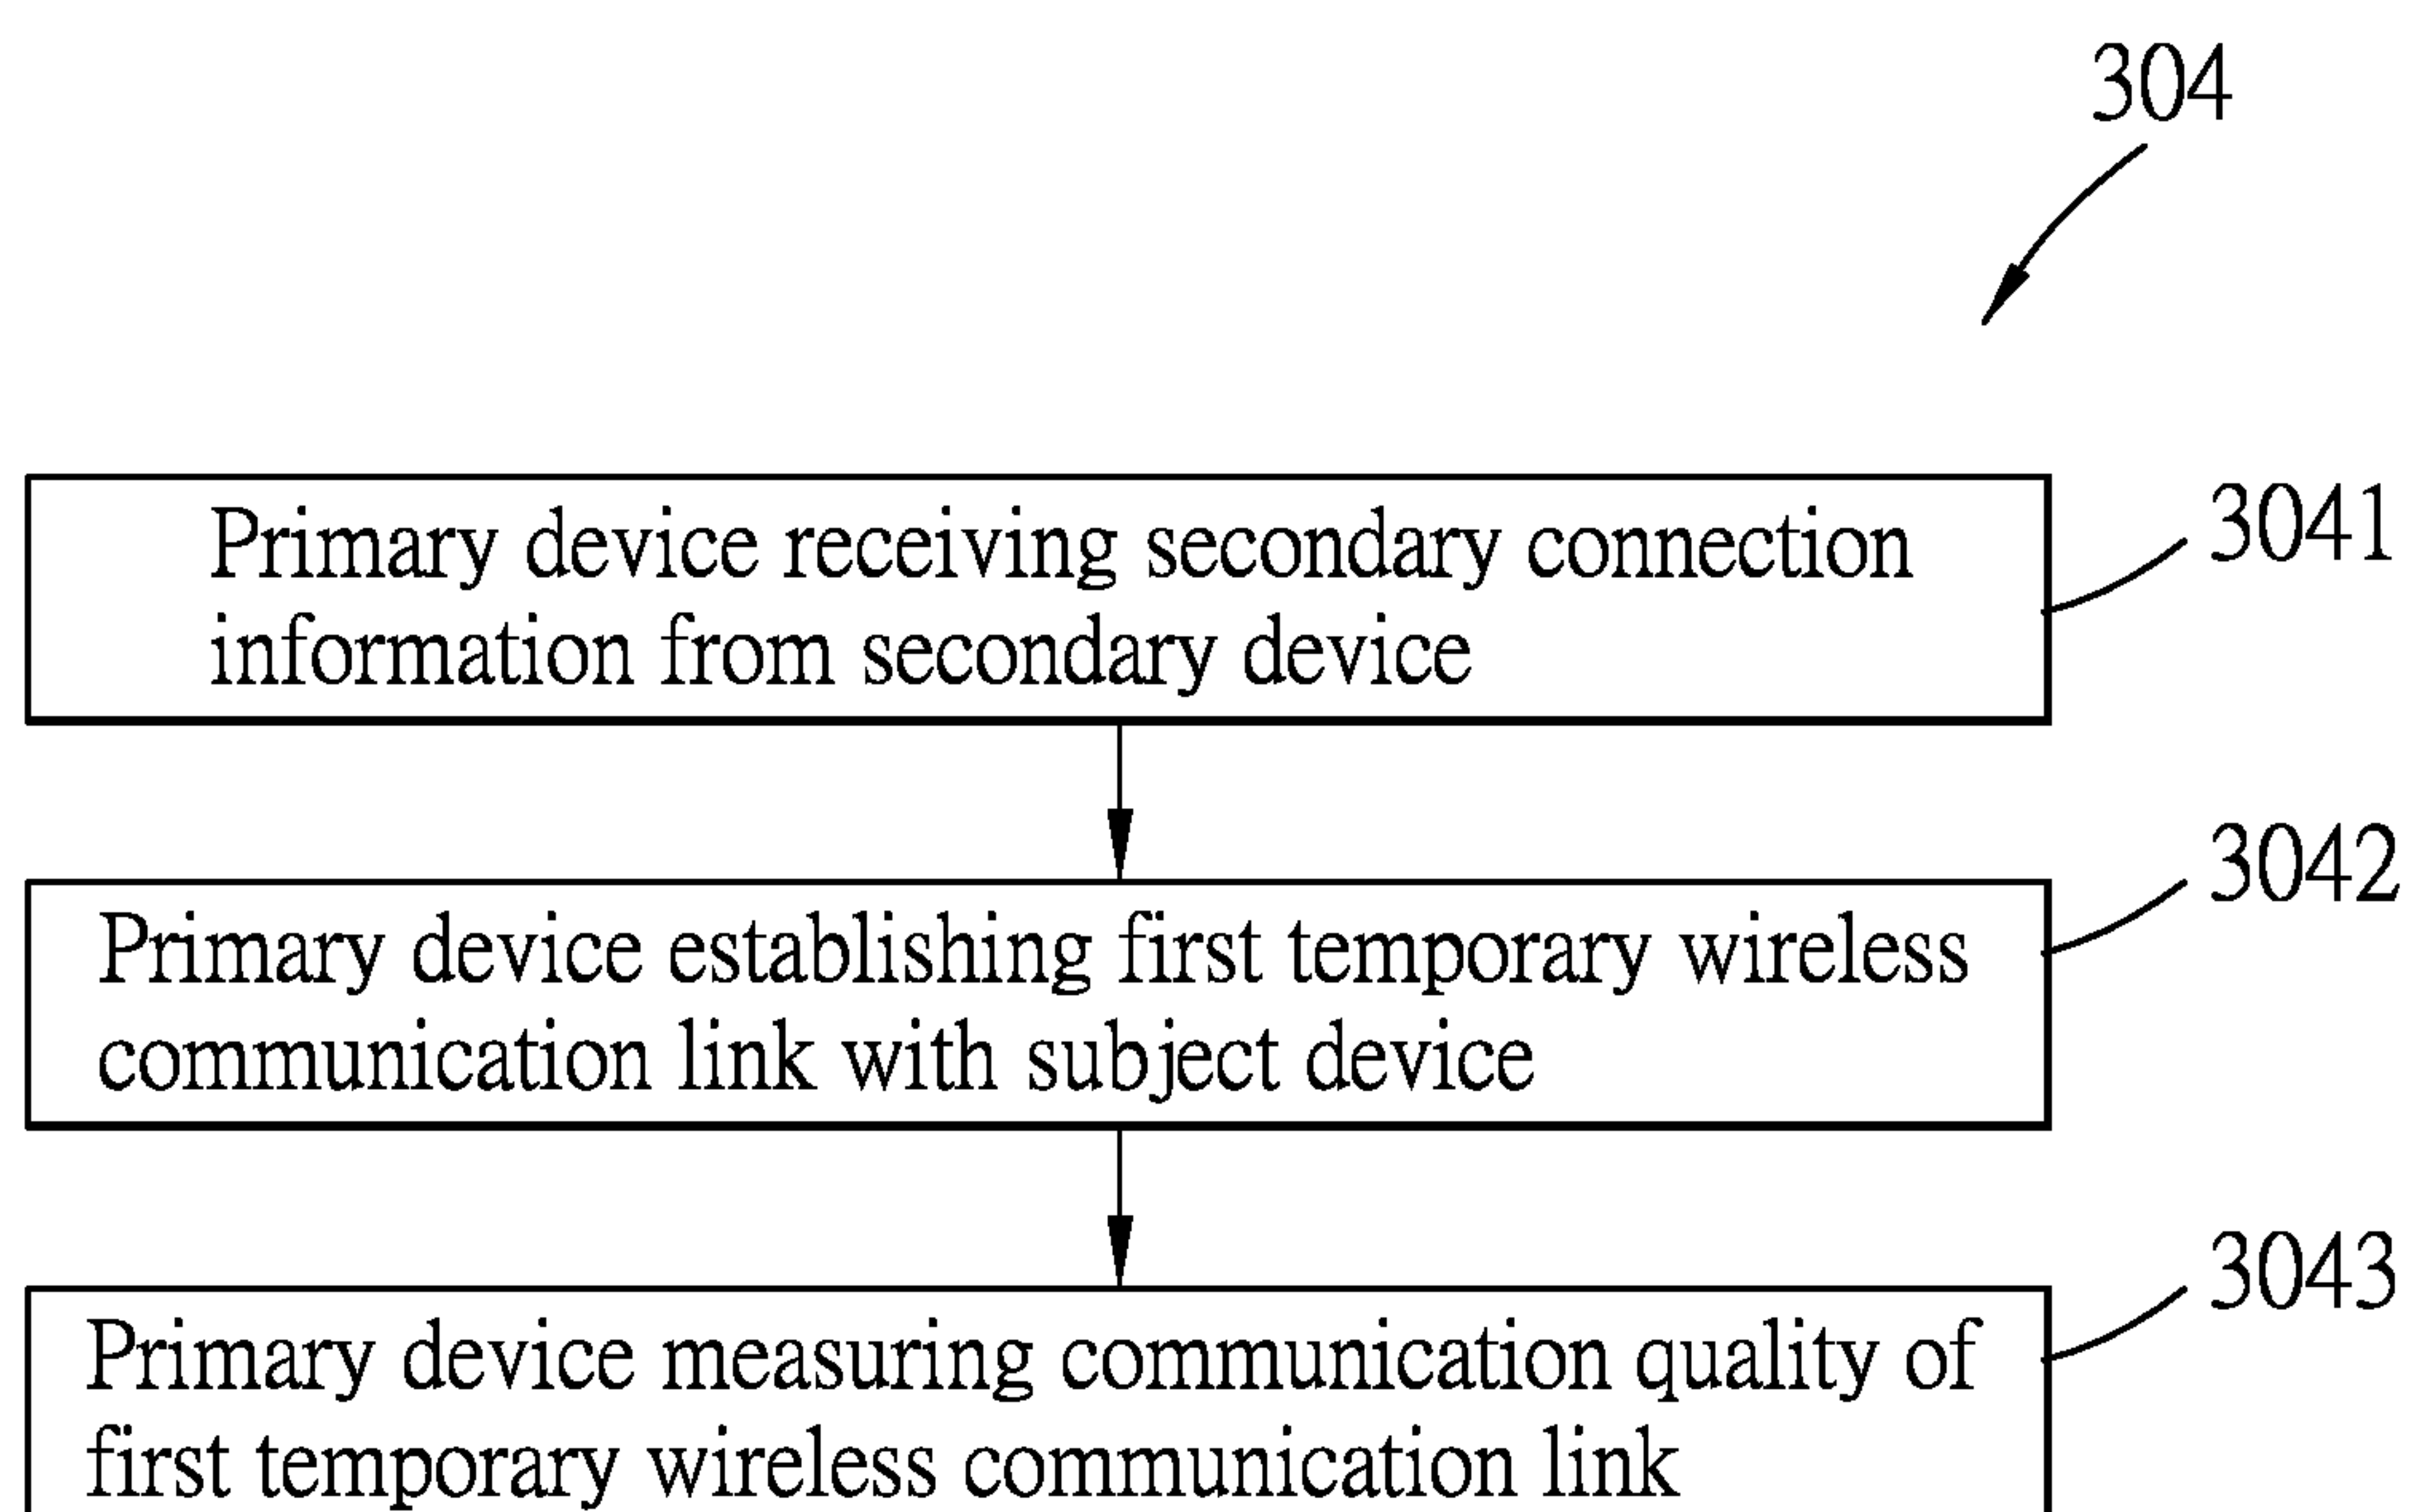 304
Primary device receiving secondary connection
information from secondary device
3041
Primary device establishing first temporary wireless
communication link with subject device
3042
Primary device measuring communication quality of
first temporary wireless communication link
3043